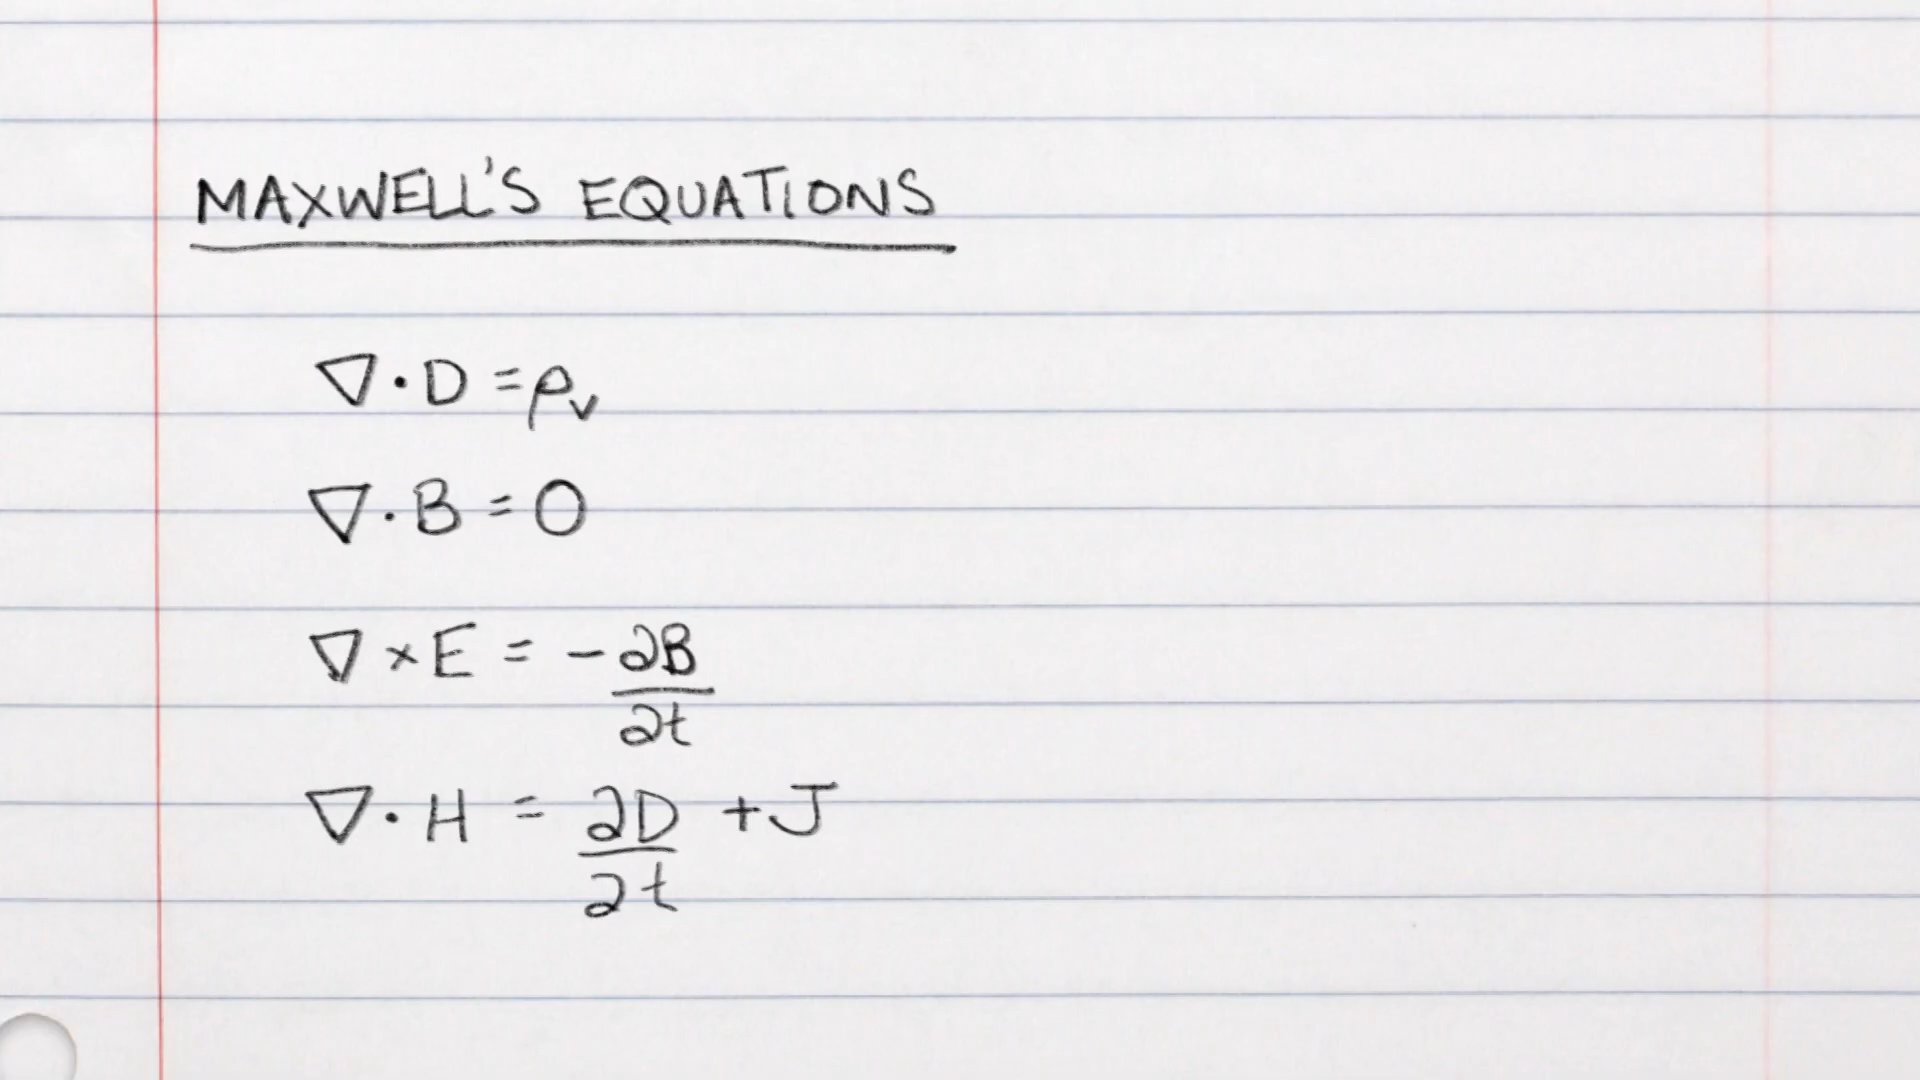 MAXWELL'S EQUATIONS
∇·D = ρv
∇·B = 0
∇×E = -∂B/∂t
∇·H = ∂D/∂t + J